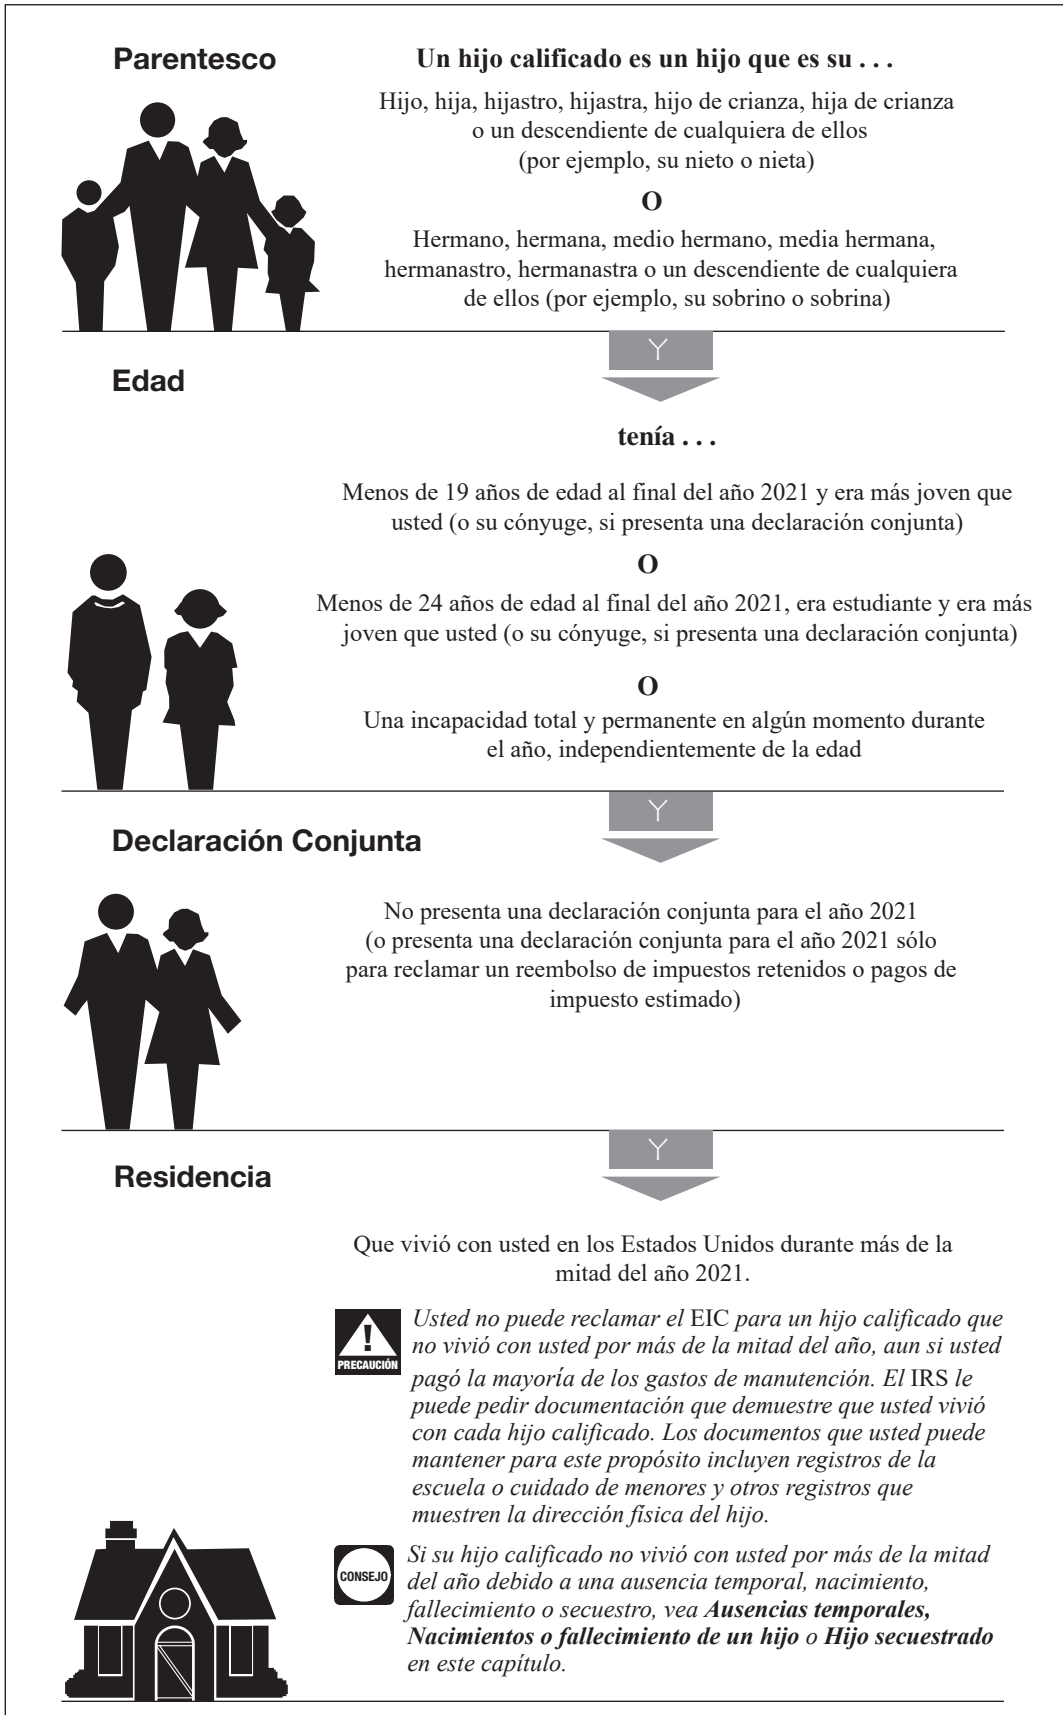 Parentesco
Un hijo calificado es un hijo que es su . . .
Hijo, hija, hijastro, hijastra, hijo de crianza, hija de crianza
o un descendiente de cualquiera de ellos
(por ejemplo, su nieto o nieta)
O
Hermano, hermana, medio hermano, media hermana,
hermanastro, hermanastra o un descendiente de cualquiera
de ellos (por ejemplo, su sobrino o sobrina)
Y
Edad
tenía . . .
Menos de 19 años de edad al final del año 2021 y era más joven que
usted (o su cónyuge, si presenta una declaración conjunta)
O
Menos de 24 años de edad al final del año 2021, era estudiante y era más
joven que usted (o su cónyuge, si presenta una declaración conjunta)
O
Una incapacidad total y permanente en algún momento durante
el año, independientemente de la edad
Y
Declaración Conjunta
No presenta una declaración conjunta para el año 2021
(o presenta una declaración conjunta para el año 2021 sólo
para reclamar un reembolso de impuestos retenidos o pagos de
impuesto estimado)
Y
Residencia
Que vivió con usted en los Estados Unidos durante más de la
mitad del año 2021.
!
PRECAUCIÓN
Usted no puede reclamar el EIC para un hijo calificado que
no vivió con usted por más de la mitad del año, aun si usted
pagó la mayoría de los gastos de manutención. El IRS le
puede pedir documentación que demuestre que usted vivió
con cada hijo calificado. Los documentos que usted puede
mantener para este propósito incluyen registros de la
escuela o cuidado de menores y otros registros que
muestren la dirección física del hijo.
CONSEJO
Si su hijo calificado no vivió con usted por más de la mitad
del año debido a una ausencia temporal, nacimiento,
fallecimiento o secuestro, vea Ausencias temporales,
Nacimientos o fallecimiento de un hijo o Hijo secuestrado
en este capítulo.